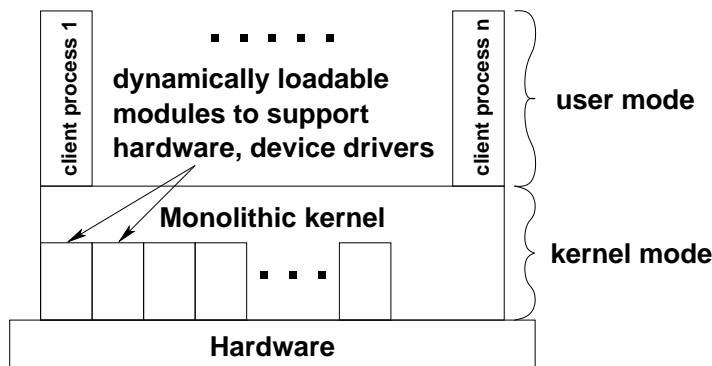 client process 1
dynamically loadable
modules to support
hardware, device drivers
client process n
user mode
Monolithic kernel
kernel mode
Hardware